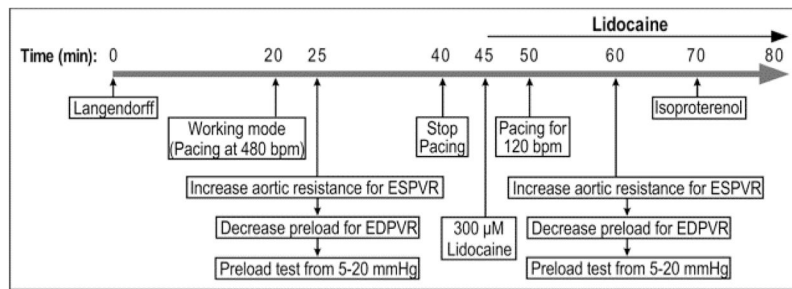 Lidocaine
Time (min): 0 20 25 40 45 50 60 70 80
Langendorff
Working mode
(Pacing at 480 bpm)
Stop
Pacing
Pacing for
120 bpm
Isoproterenol
Increase aortic resistance for ESPVR
Decrease preload for EDPVR
Preload test from 5-20 mmHg
300 µM
Lidocaine
Increase aortic resistance for ESPVR
Decrease preload for EDPVR
Preload test from 5-20 mmHg